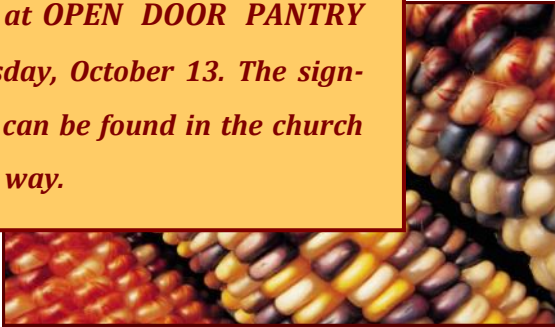 at OPEN DOOR PANTRY
sday, October 13. The sign-
can be found in the church
way.